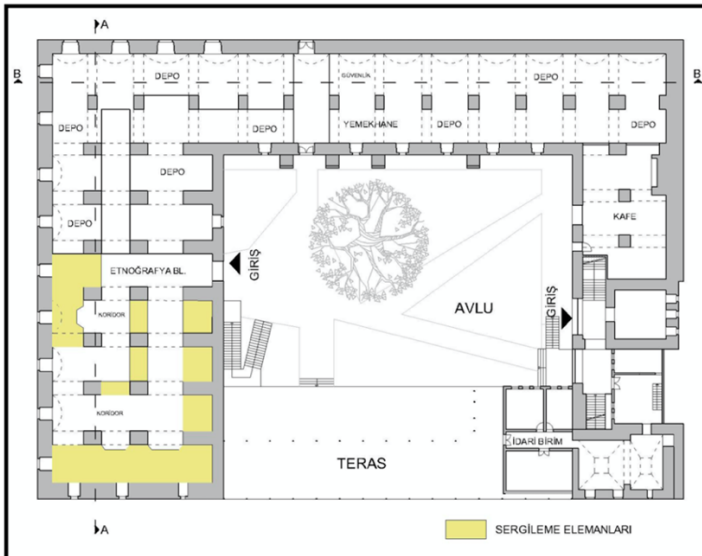 A
B
B
DEPO
GÜVENLİK
DEPO
DEPO
DEPO
YEMEKHANE
DEPO
DEPO
DEPO
KAFE
DEPO
ETNOĞRAFYA BL.
GİRİŞ
KORİDOR
AVLU
GİRİŞ
KORİDOR
İDARİ BİRİM
TERAS
A
SERGİLEME ELEMANLARI